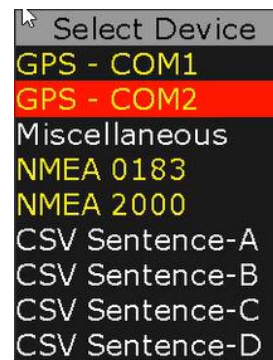 Select Device
GPS - COM1
GPS - COM2
Miscellaneous
NMEA 0183
NMEA 2000
CSV Sentence-A
CSV Sentence-B
CSV Sentence-C
CSV Sentence-D